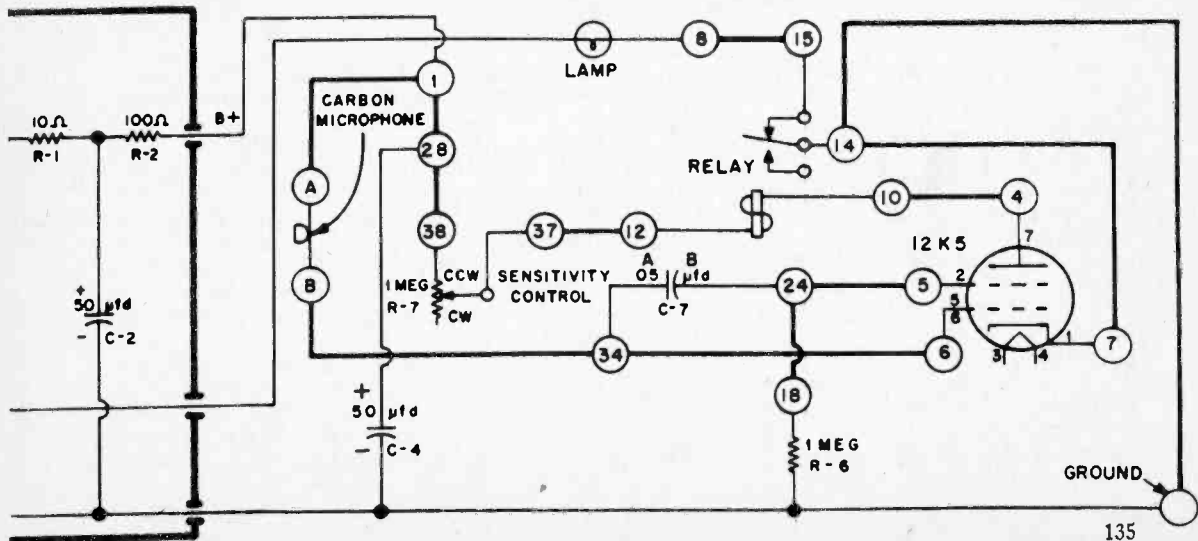 8
15
LAMP
1
CARBON
MICROPHONE
10Ω
R-1
100Ω
R-2
B+
28
14
RELAY
A
10
4
38
37
12
12 K5
7
A B
05 µfd
C-7
CCW
SENSITIVITY
CONTROL
1 MEG
R-7
CW
B
24
5
2
5
6
+
50 µfd
-
C-2
34
6
3
4
1
7
18
+
50 µfd
-
C-4
1 MEG
R-6
GROUND
135